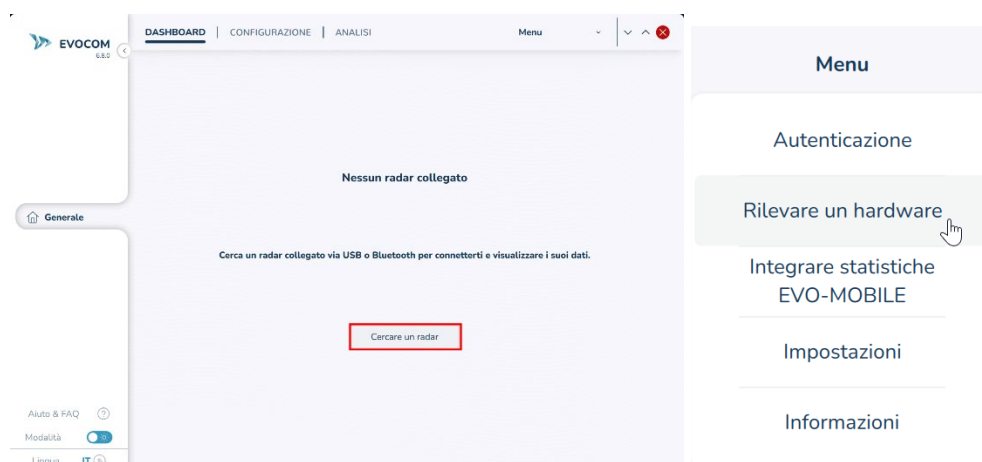 EVOCOM
6.8.0
DASHBOARD
CONFIGURAZIONE
ANALISI
Menu
Nessun radar collegato
Generale
Cerca un radar collegato via USB o Bluetooth per connetterti e visualizzare i suoi dati.
Cercare un radar
Aiuto & FAQ
Modalità
Lingua IT
Menu
Autenticazione
Rilevare un hardware
Integrare statistiche
EVO-MOBILE
Impostazioni
Informazioni